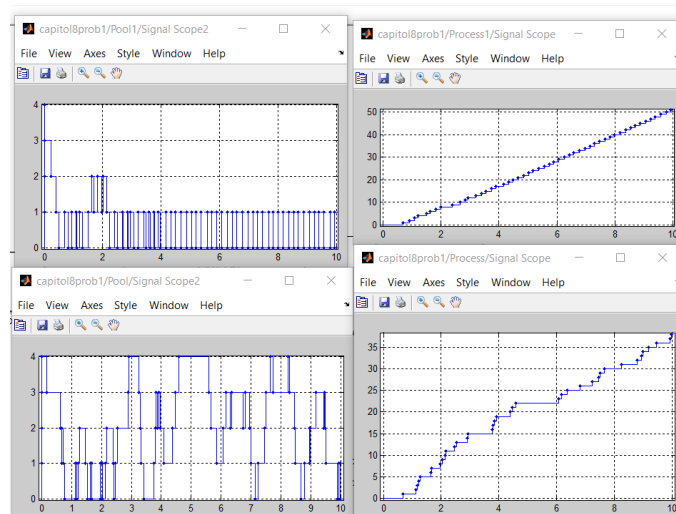 capitol8prob1/Pool1/Signal Scope2
File View Axes Style Window Help
4
3
2
1
0
0 2 4 6 8 10
capitol8prob1/Process1/Signal Scope
File View Axes Style Window Help
50
40
30
20
10
0
0 2 4 6 8 10
capitol8prob1/Pool/Signal Scope2
File View Axes Style Window Help
4
3
2
1
0
0 1 2 3 4 5 6 7 8 9 10
capitol8prob1/Process/Signal Scope
File View Axes Style Window Help
35
30
25
20
15
10
5
0
0 2 4 6 8 10